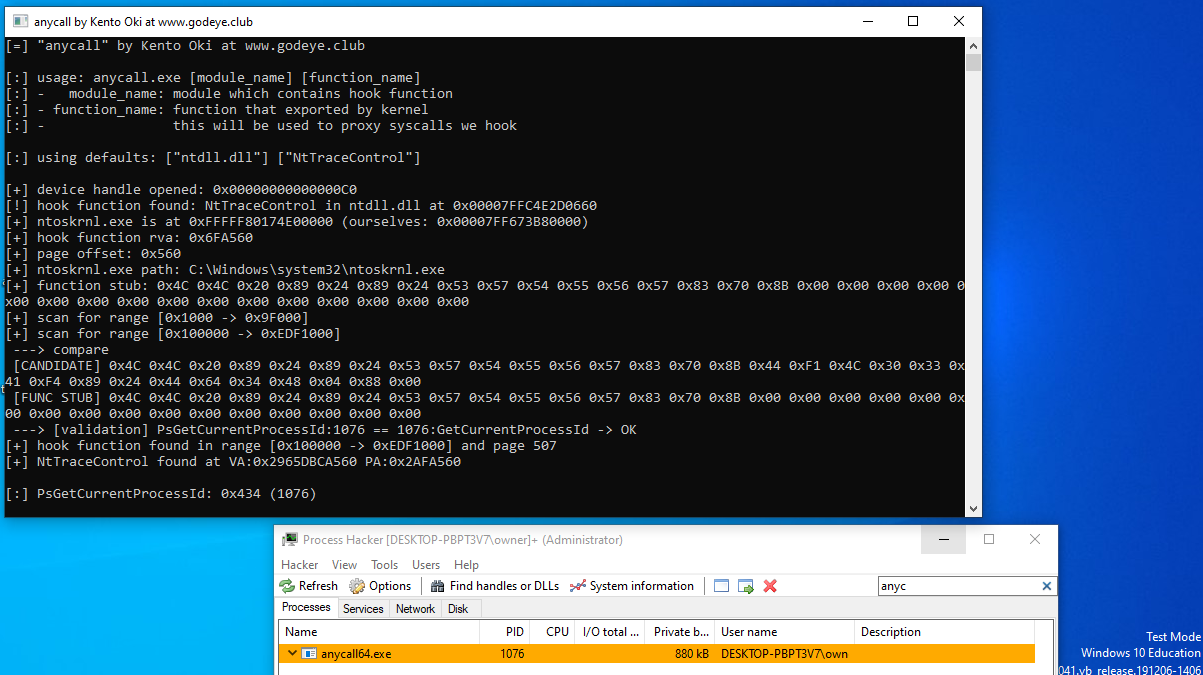 anycall by Kento Oki at www.godeye.club
[=] "anycall" by Kento Oki at www.godeye.club
[:] usage: anycall.exe [module_name] [function_name]
[:] -   module_name: module which contains hook function
[:] - function_name: function that exported by kernel
[:] -                this will be used to proxy syscalls we hook
[:] using defaults: ["ntdll.dll"] ["NtTraceControl"]
[+] device handle opened: 0x00000000000000C0
[!] hook function found: NtTraceControl in ntdll.dll at 0x00007FFC4E2D0660
[+] ntoskrnl.exe is at 0xFFFFF80174E00000 (ourselves: 0x00007FF673B80000)
[+] hook function rva: 0x6FA560
[+] page offset: 0x560
[+] ntoskrnl.exe path: C:\Windows\system32\ntoskrnl.exe
[+] function stub: 0x4C 0x4C 0x20 0x89 0x24 0x89 0x24 0x53 0x57 0x54 0x55 0x56 0x57 0x83 0x70 0x8B 0x00 0x00 0x00 0x00 0
x00 0x00 0x00 0x00 0x00 0x00 0x00 0x00 0x00 0x00 0x00 0x00
[+] scan for range [0x1000 -> 0x9F000]
[+] scan for range [0x100000 -> 0xEDF1000]
 ---> compare
 [CANDIDATE] 0x4C 0x4C 0x20 0x89 0x24 0x89 0x24 0x53 0x57 0x54 0x55 0x56 0x57 0x83 0x70 0x8B 0x44 0xF1 0x4C 0x30 0x33 0x
41 0xF4 0x89 0x24 0x44 0x64 0x34 0x48 0x04 0x88 0x00
 [FUNC STUB] 0x4C 0x4C 0x20 0x89 0x24 0x89 0x24 0x53 0x57 0x54 0x55 0x56 0x57 0x83 0x70 0x8B 0x00 0x00 0x00 0x00 0x00 0x
00 0x00 0x00 0x00 0x00 0x00 0x00 0x00 0x00 0x00 0x00
 ---> [validation] PsGetCurrentProcessId:1076 == 1076:GetCurrentProcessId -> OK
[+] hook function found in range [0x100000 -> 0xEDF1000] and page 507
[+] NtTraceControl found at VA:0x2965DBCA560 PA:0x2AFA560
[:] PsGetCurrentProcessId: 0x434 (1076)
Process Hacker [DESKTOP-PBPT3V7\owner]+ (Administrator)
Hacker View Tools Users Help
Refresh Options Find handles or DLLs System information anyc
Processes Services Network Disk
Name PID CPU I/O total ... Private b... User name Description
anycall64.exe 1076 880 kB DESKTOP-PBPT3V7\own
Test Mode
Windows 10 Education
041.vb_release.191206-1406